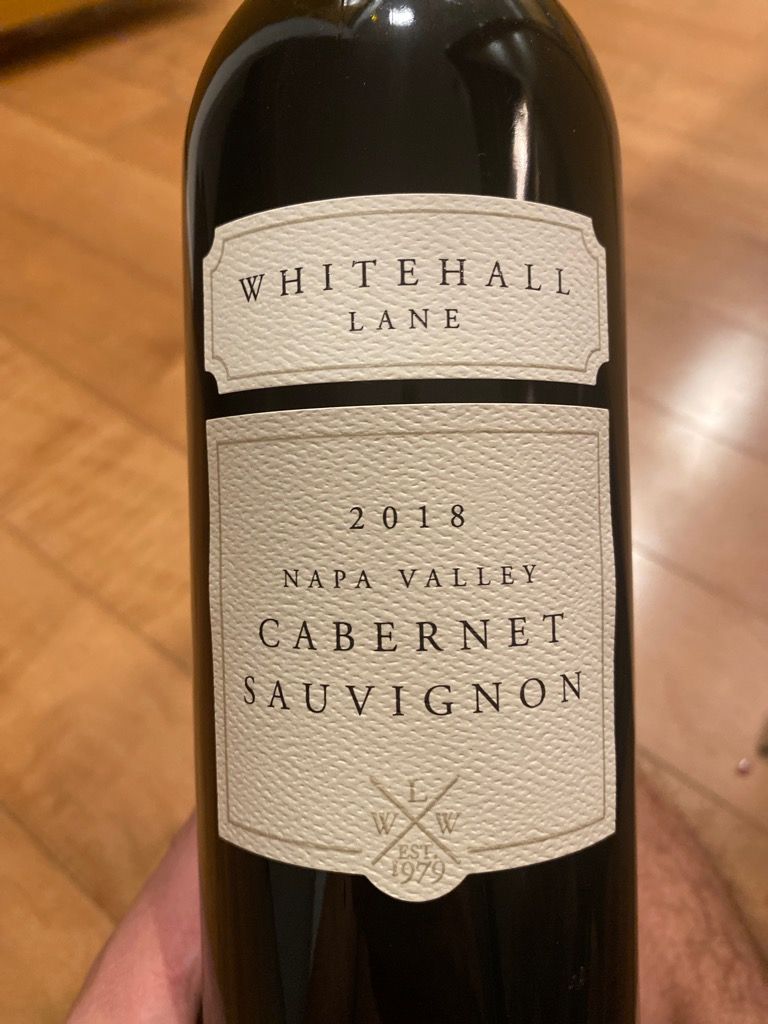 WHITEHALL
LANE
2018
NAPA VALLEY
CABERNET
SAUVIGNON
L
W W
EST.
1979